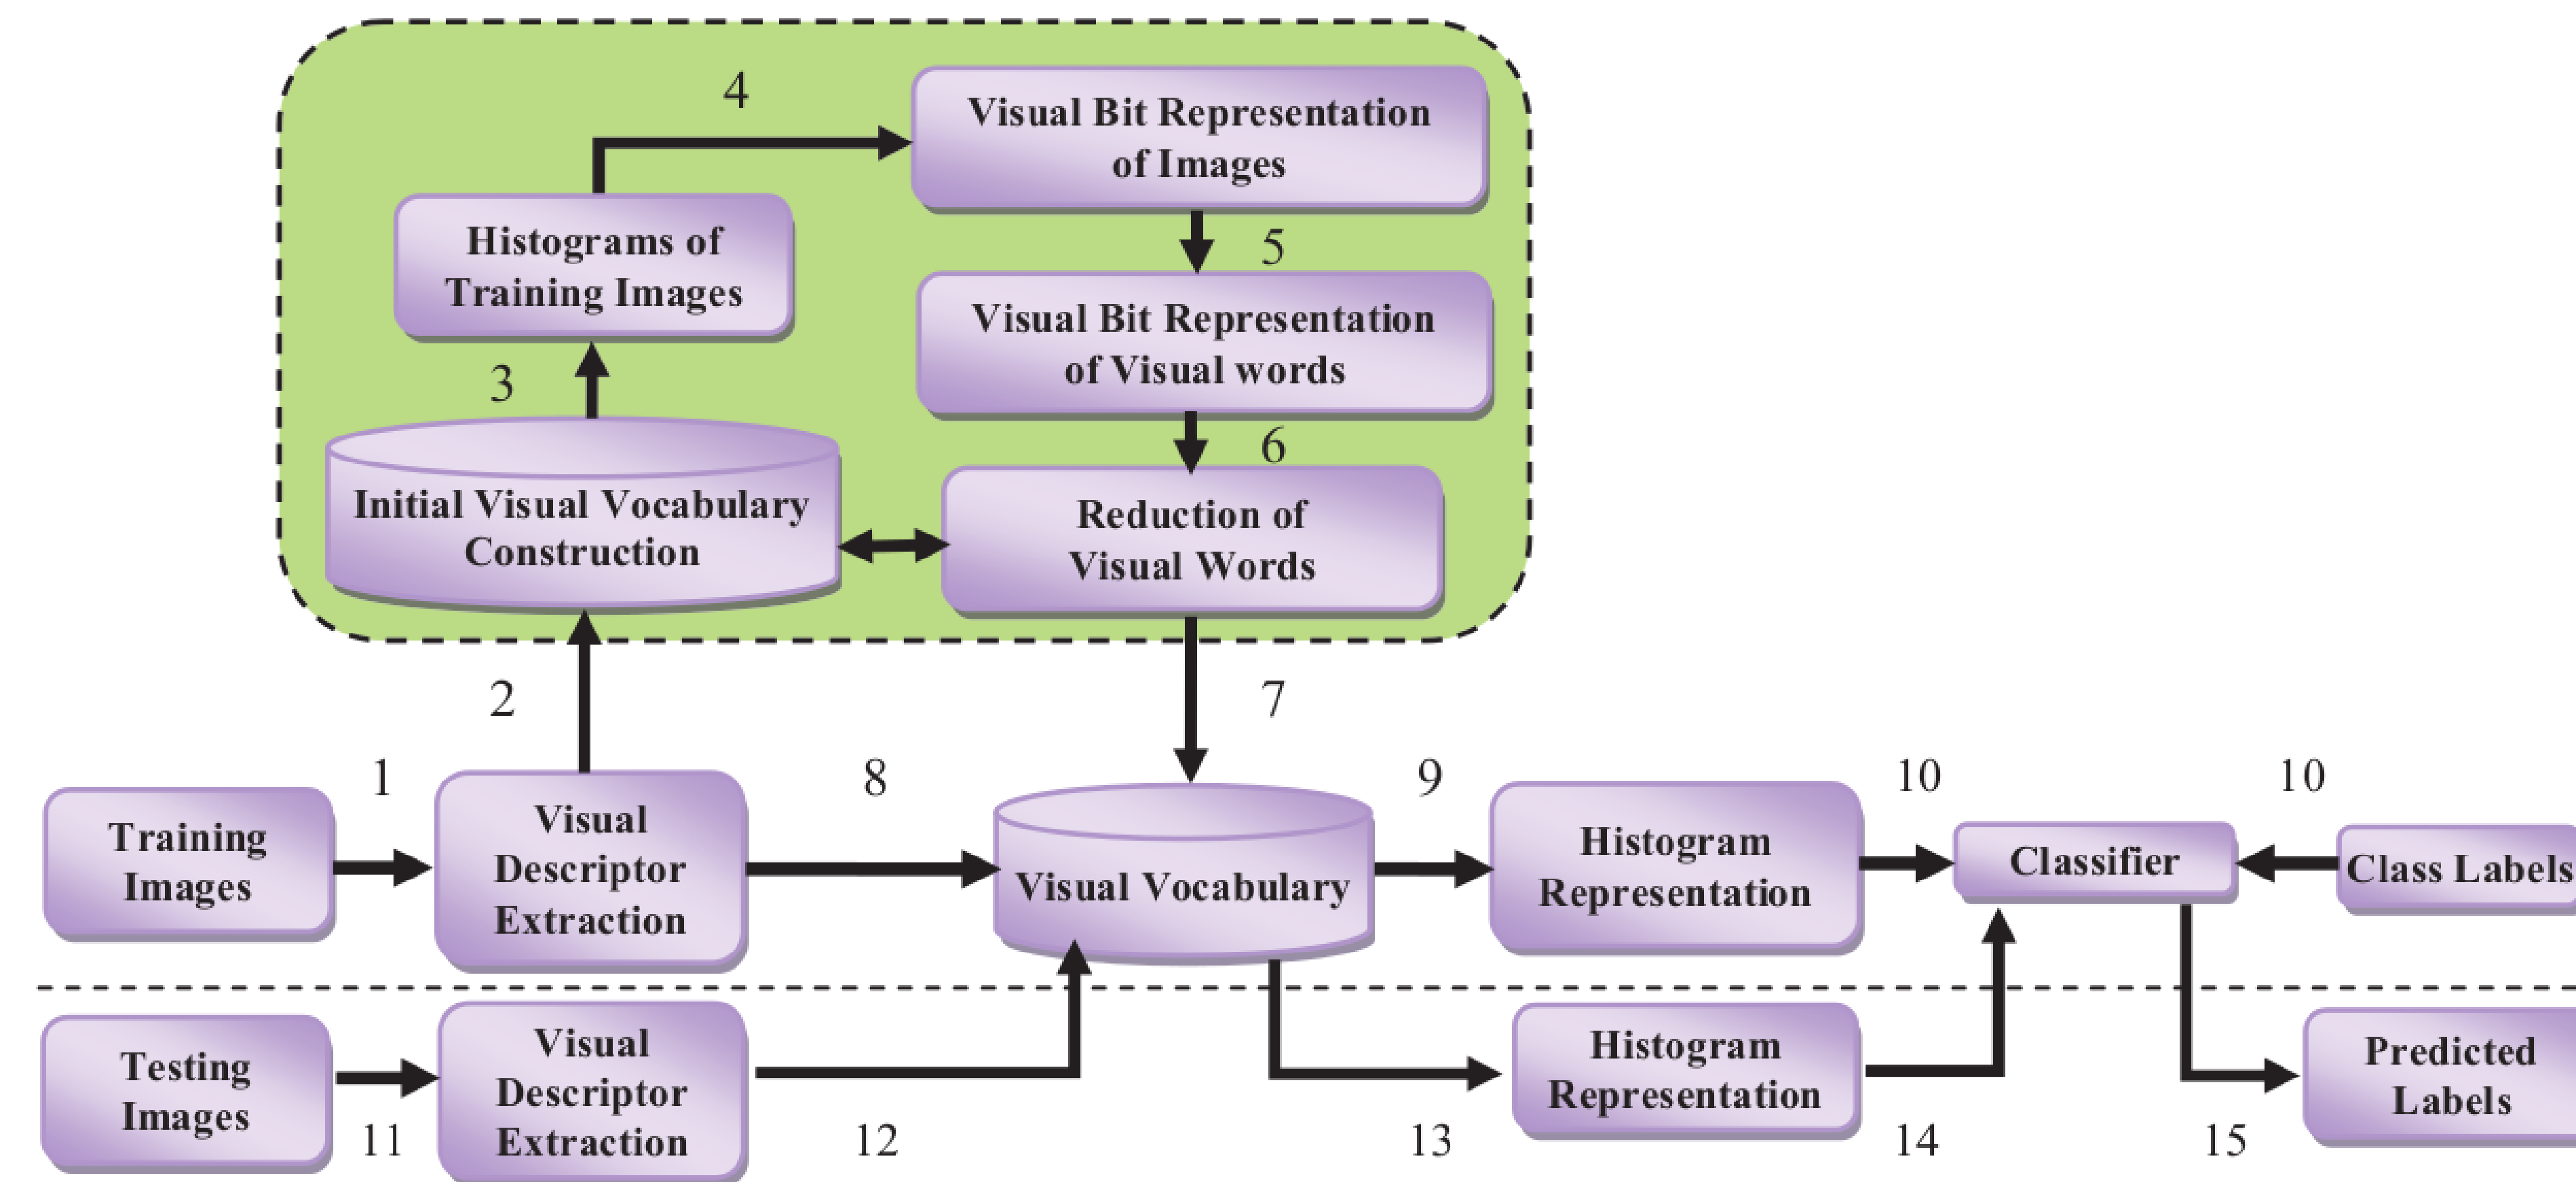 4
Visual Bit Representation
of Images
Histograms of
Training Images
5
Visual Bit Representation
of Visual words
3
6
Initial Visual Vocabulary
Construction
Reduction of
Visual Words
2
7
1
8
9
10
10
Training
Images
Visual
Descriptor
Extraction
Visual Vocabulary
Histogram
Representation
Classifier
Class Labels
Testing
Images
Visual
Descriptor
Extraction
Histogram
Representation
Predicted
Labels
11
12
13
14
15